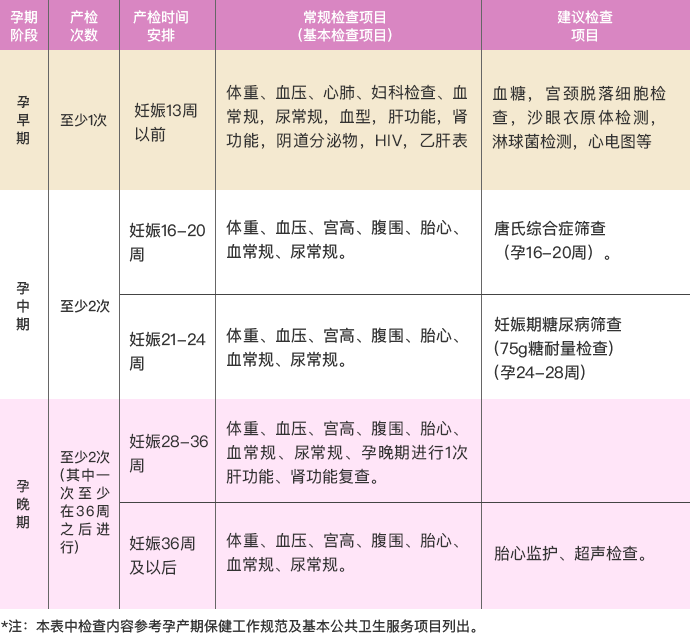 孕期
阶段
产检
次数
产检时间
安排
常规检查项目
（基本检查项目）
建议检查
项目
孕
早
期
至少1次
妊娠13周
以前
体重、血压、心肺、妇科检查、血
常规，尿常规，血型，肝功能，肾
功能，阴道分泌物，HIV，乙肝表
血糖，宫颈脱落细胞检
查，沙眼衣原体检测，
淋球菌检测，心电图等
孕
中
期
至少2次
妊娠16-20
周
体重、血压、宫高、腹围、胎心、
血常规、尿常规。
唐氏综合症筛查
（孕16-20周）。
妊娠21-24
周
体重、血压、宫高、腹围、胎心、
血常规、尿常规。
妊娠期糖尿病筛查
(75g糖耐量检查)
(孕24-28周)
孕
晚
期
至少2次
(其中一
次至少
在36周
之后进
行)
妊娠28-36
周
体重、血压、宫高、腹围、胎心、
血常规、尿常规、孕晚期进行1次
肝功能、肾功能复查。
妊娠36周
及以后
体重、血压、宫高、腹围、胎心、
血常规、尿常规。
胎心监护、超声检查。
*注：本表中检查内容参考孕产期保健工作规范及基本公共卫生服务项目列出。